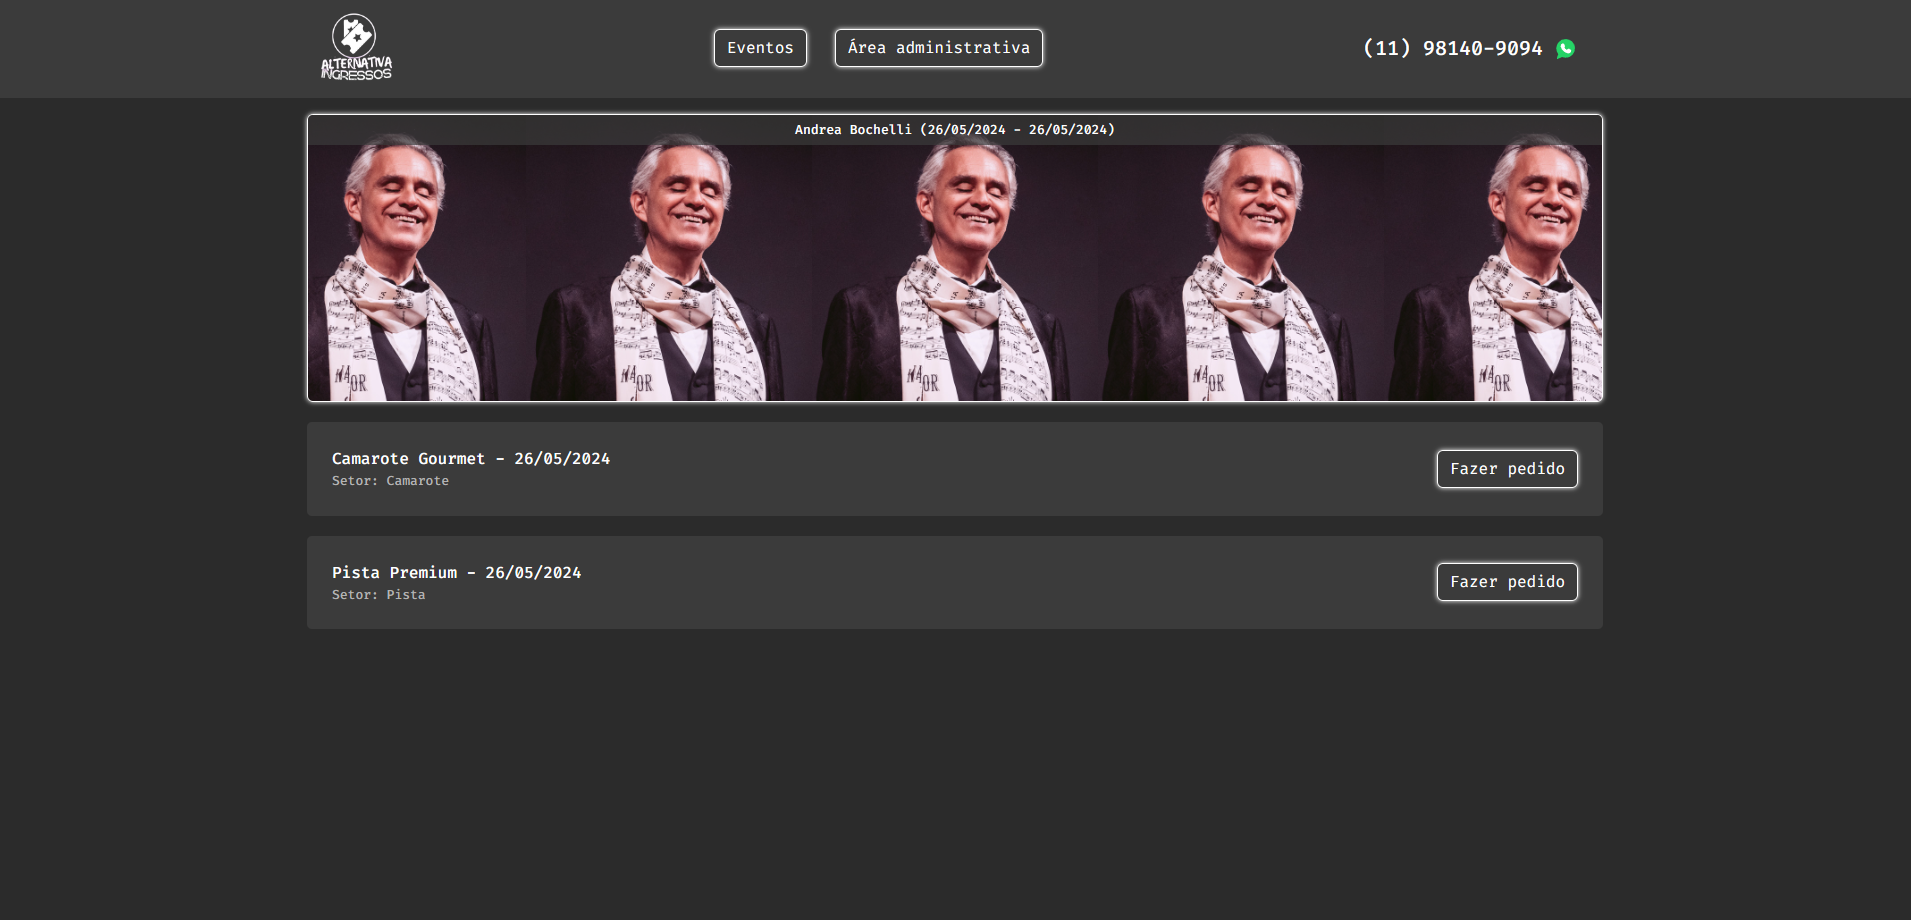 ALTERNATIVA
INGRESSOS
Eventos
Área administrativa
(11) 98140-9094
Andrea Bochelli (26/05/2024 - 26/05/2024)
Camarote Gourmet - 26/05/2024
Setor: Camarote
Fazer pedido
Pista Premium - 26/05/2024
Setor: Pista
Fazer pedido